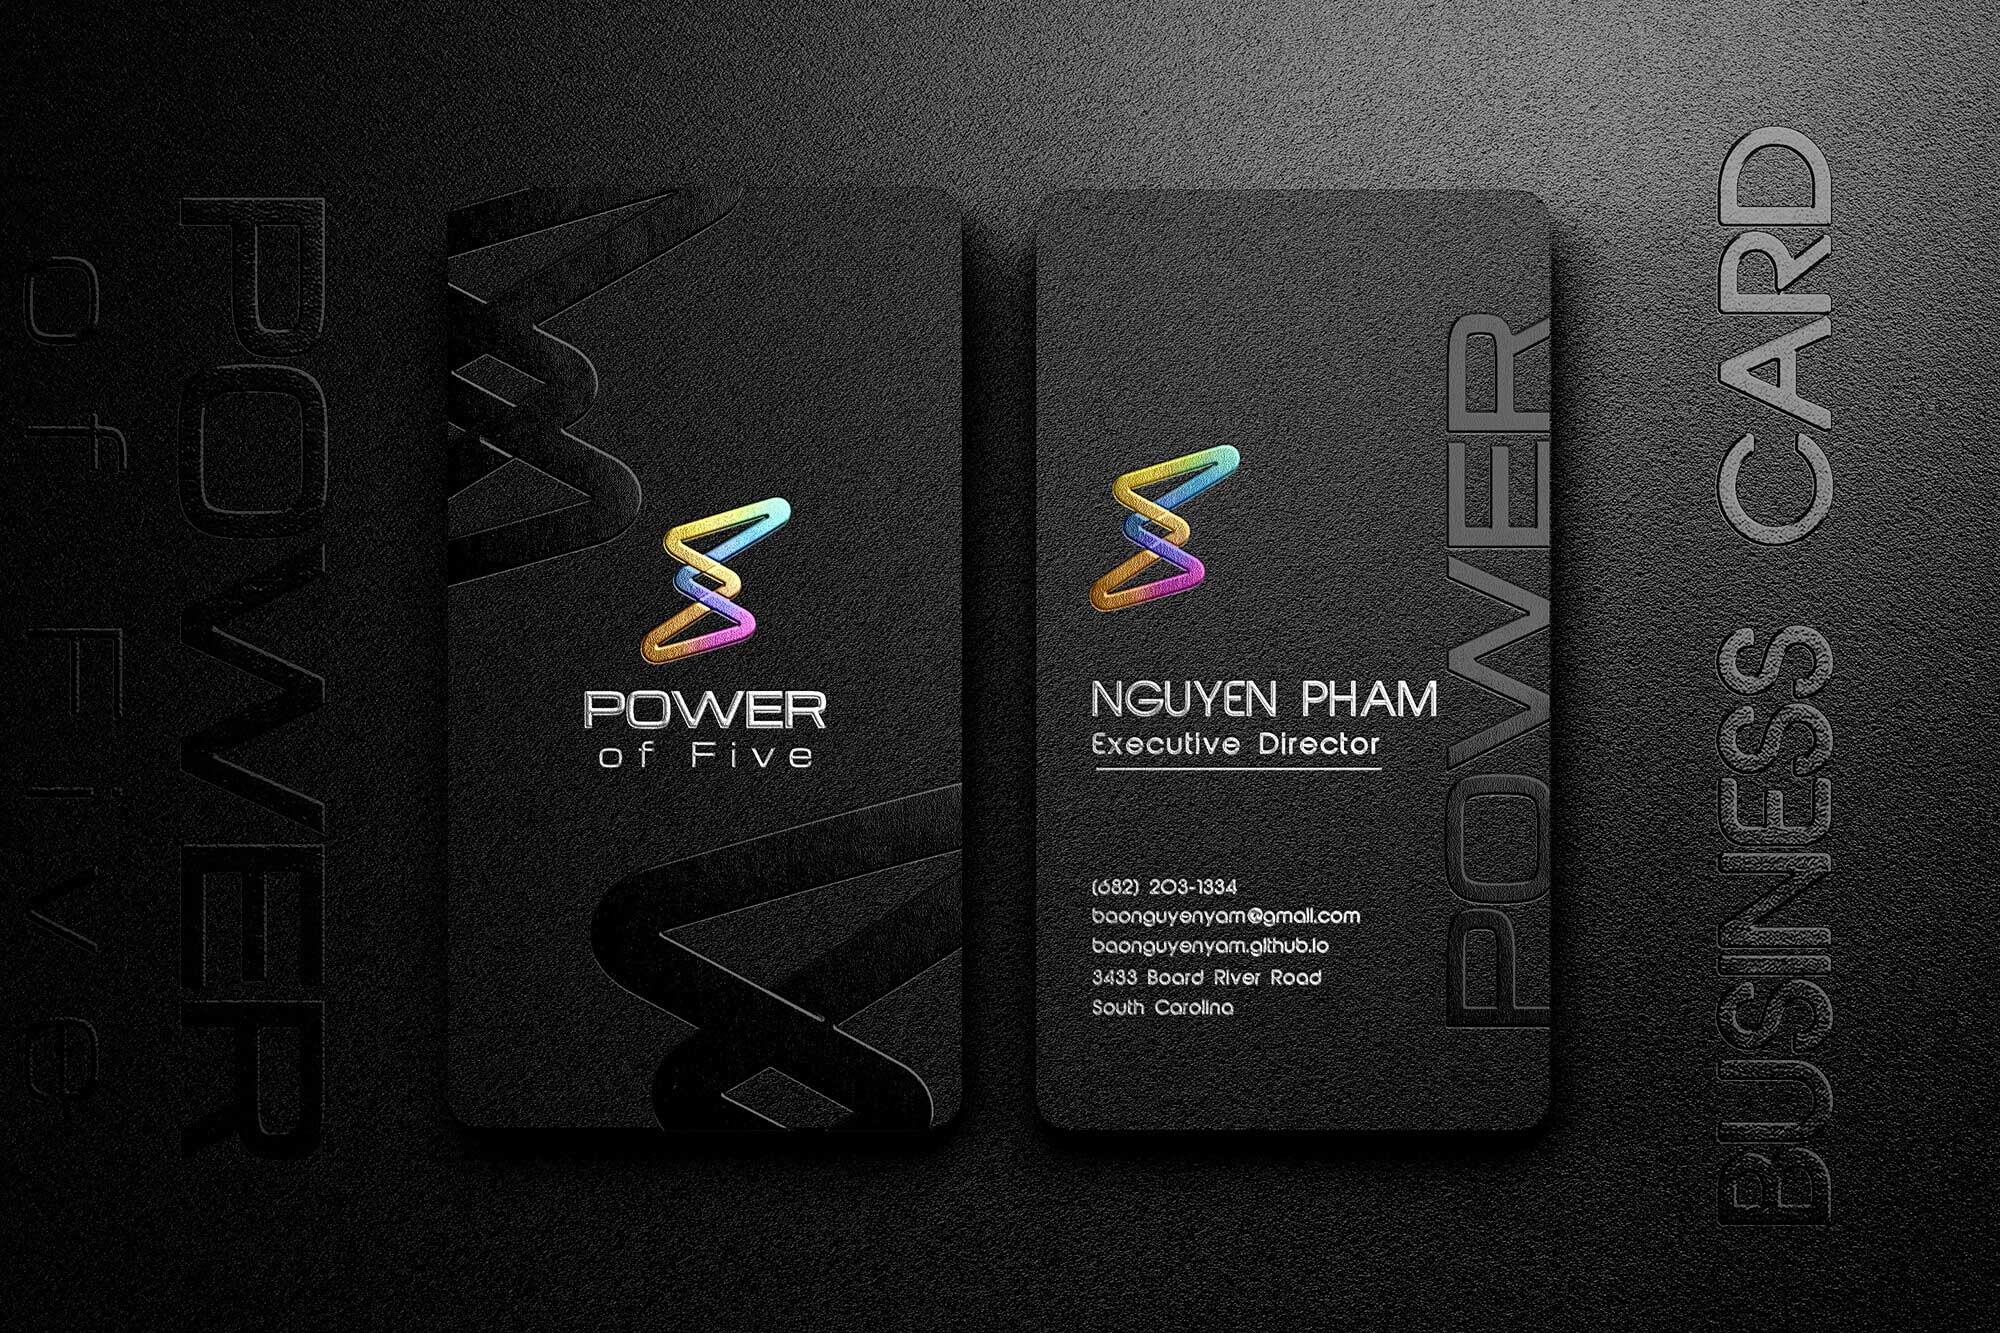 POWER
of Five
POWER
of Five
NGUYEN PHAM
Executive Director
(682) 203-1334
baonguyenyam@gmail.com
baonguyenyam.github.io
3433 Board River Road
South Carolina
POWER
BUSINESS CARD